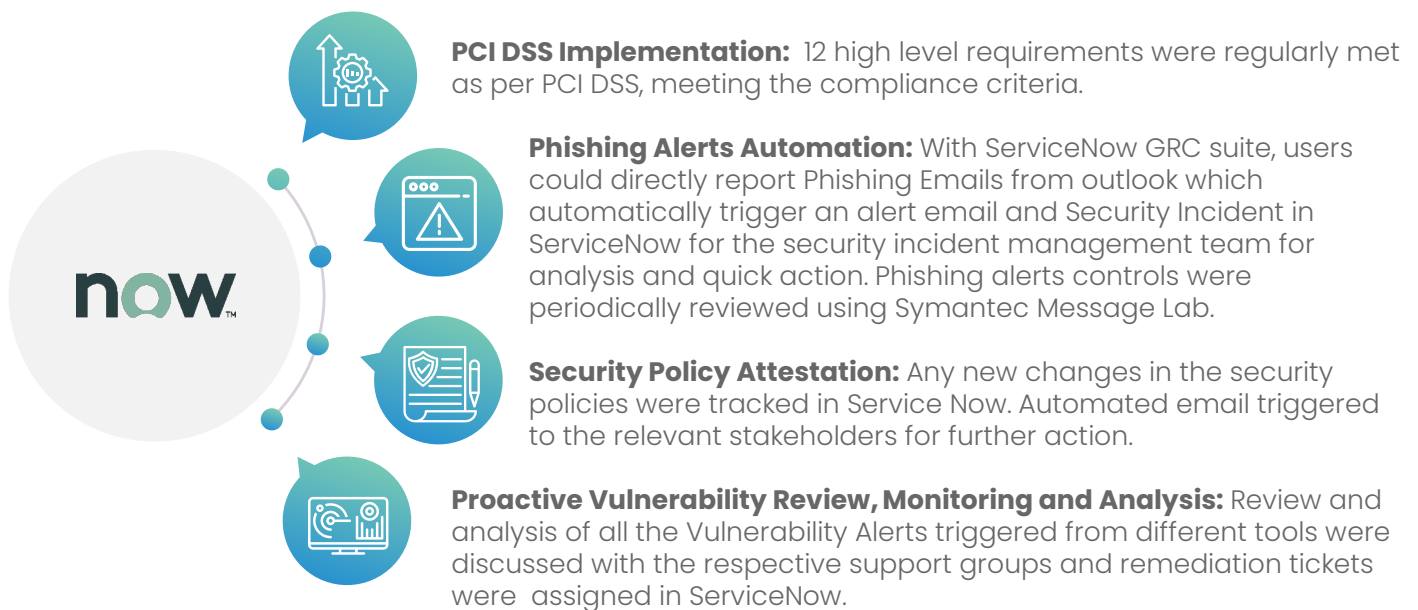 PCI DSS Implementation: 12 high level requirements were regularly met
as per PCI DSS, meeting the compliance criteria.
Phishing Alerts Automation: With ServiceNow GRC suite, users
could directly report Phishing Emails from outlook which
automatically trigger an alert email and Security Incident in
ServiceNow for the security incident management team for
analysis and quick action. Phishing alerts controls were
periodically reviewed using Symantec Message Lab.
now™
Security Policy Attestation: Any new changes in the security
policies were tracked in Service Now. Automated email triggered
to the relevant stakeholders for further action.
Proactive Vulnerability Review, Monitoring and Analysis: Review and
analysis of all the Vulnerability Alerts triggered from different tools were
discussed with the respective support groups and remediation tickets
were assigned in ServiceNow.